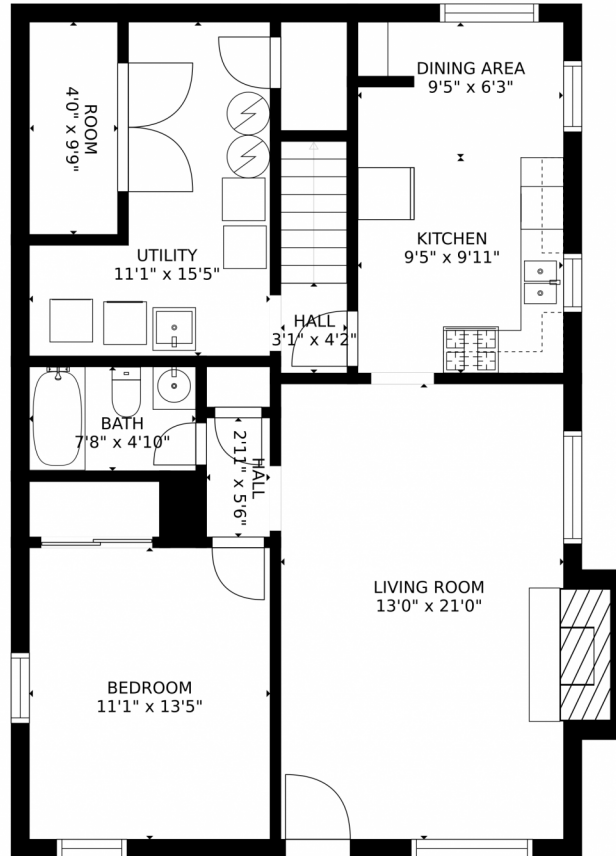 DINING AREA
9'5" x 6'3"
ROOM
4'0" x 9'9"
KITCHEN
9'5" x 9'11"
UTILITY
11'1" x 15'5"
HALL
3'1" x 4'2"
BATH
7'8" x 4'10"
HALL
2'11" x 5'6"
LIVING ROOM
13'0" x 21'0"
BEDROOM
11'1" x 13'5"